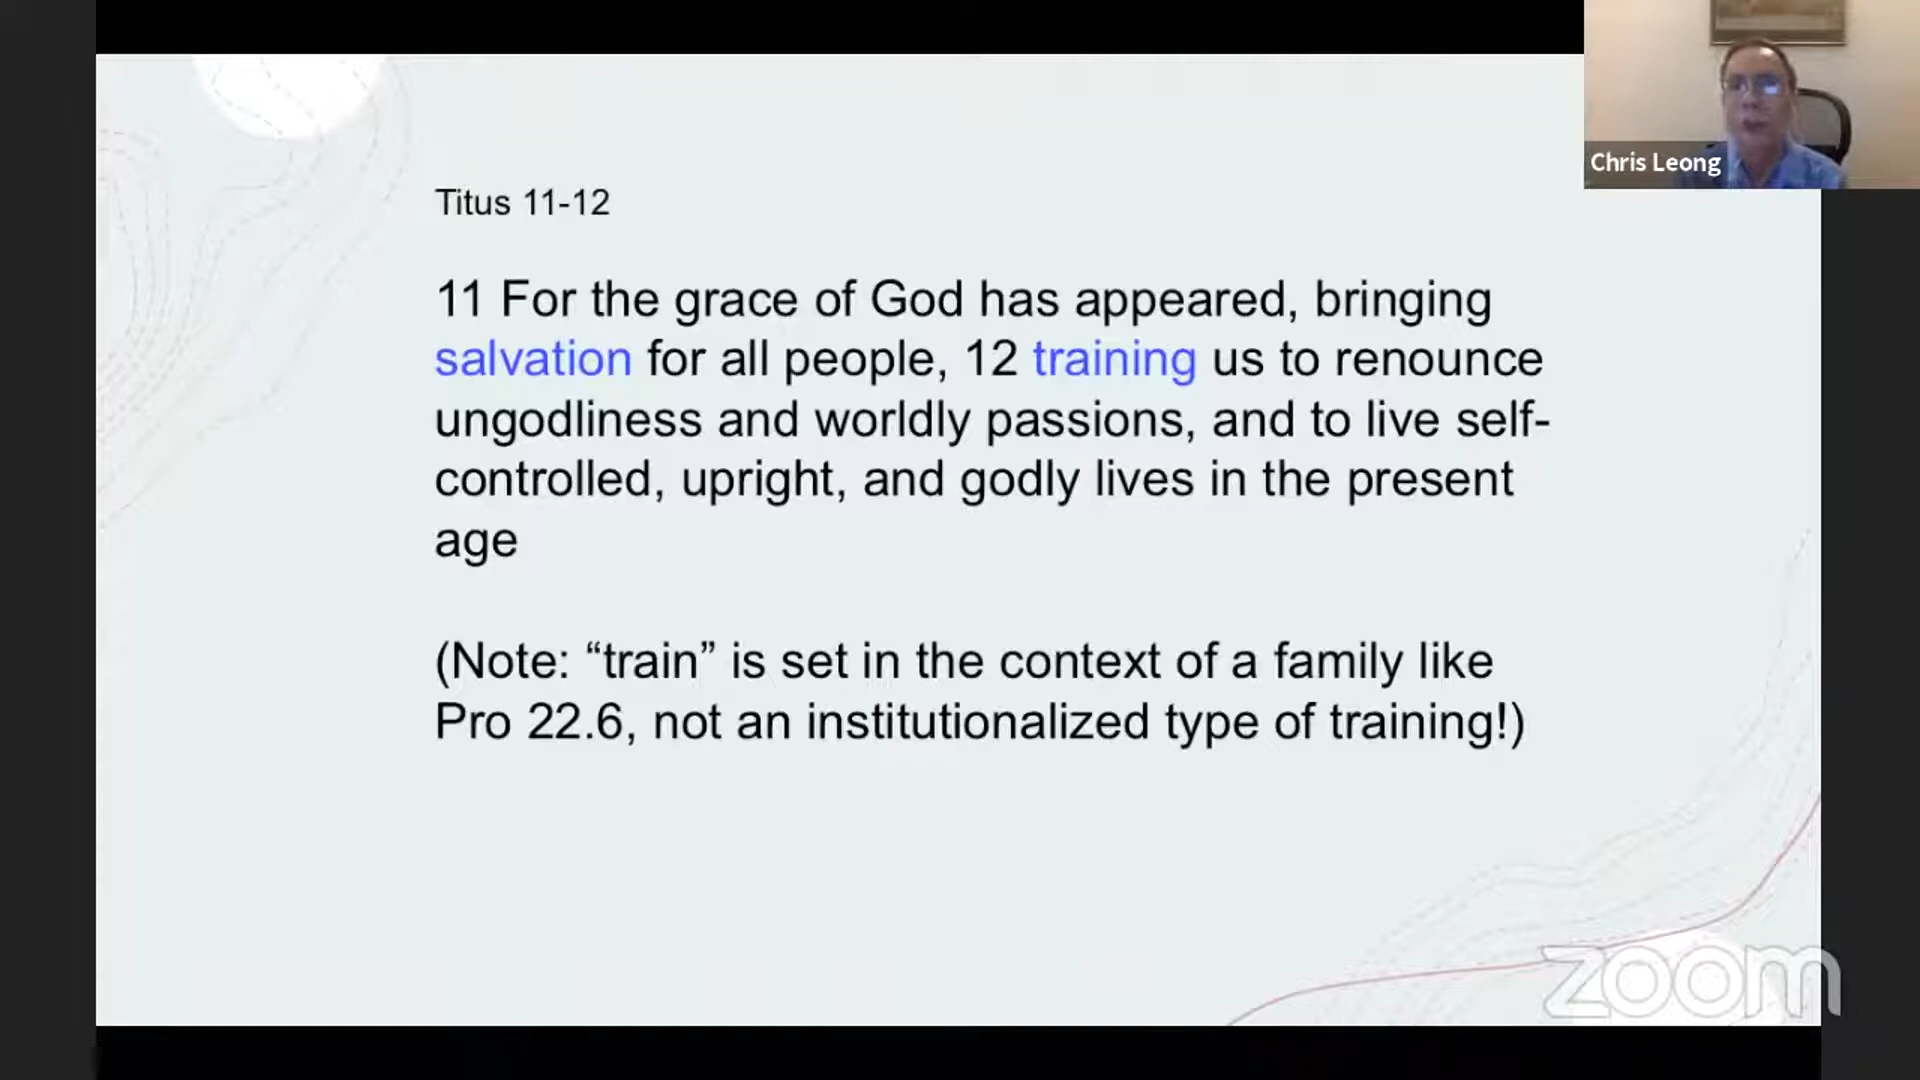 Chris Leong
Titus 11-12
11 For the grace of God has appeared, bringing
salvation for all people, 12 training us to renounce
ungodliness and worldly passions, and to live self-
controlled, upright, and godly lives in the present
age
(Note: “train” is set in the context of a family like
Pro 22.6, not an institutionalized type of training!)
zoom